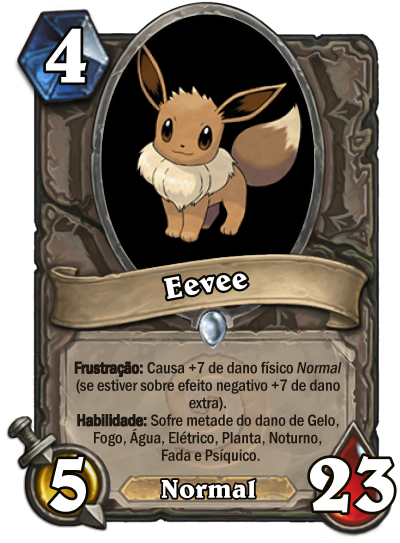 4
Eevee
Frustração: Causa +7 de dano físico Normal
(se estiver sobre efeito negativo +7 de dano
extra).
Habilidade: Sofre metade do dano de Gelo,
Fogo, Água, Elétrico, Planta, Noturno,
Fada e Psíquico.
5
Normal
23